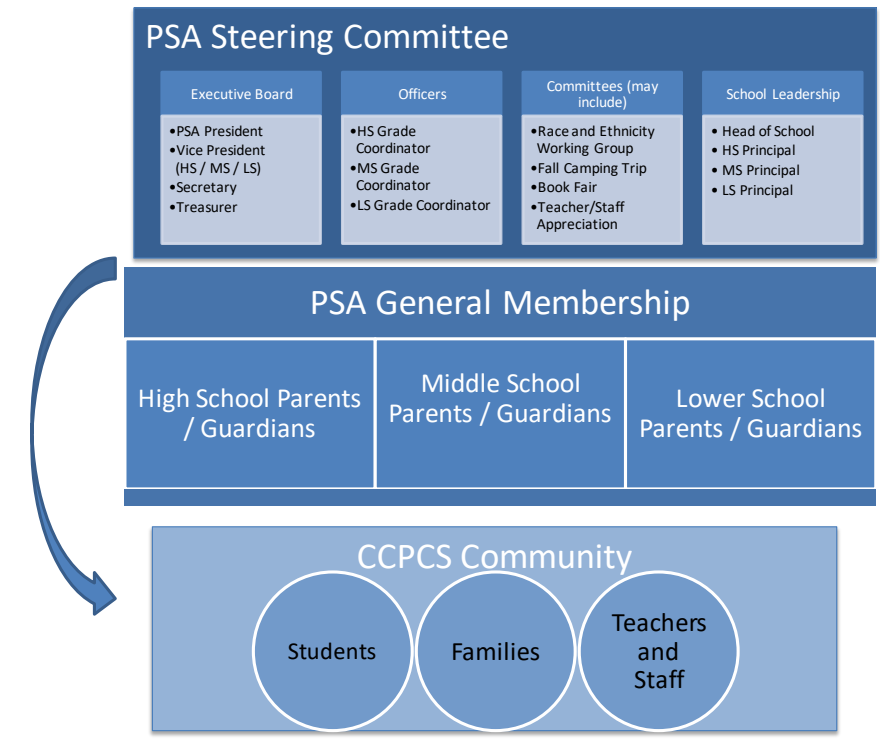 PSA Steering Committee
Executive Board
•PSA President
•Vice President
(HS / MS / LS)
•Secretary
•Treasurer
Officers
•HS Grade
Coordinator
•MS Grade
Coordinator
•LS Grade Coordinator
Committees (may
include)
•Race and Ethnicity
Working Group
•Fall Camping Trip
•Book Fair
•Teacher/Staff
Appreciation
School Leadership
• Head of School
• HS Principal
• MS Principal
• LS Principal
PSA General Membership
High School Parents
/ Guardians
Middle School
Parents / Guardians
Lower School
Parents / Guardians
CCPCS Community
Students
Families
Teachers
and
Staff